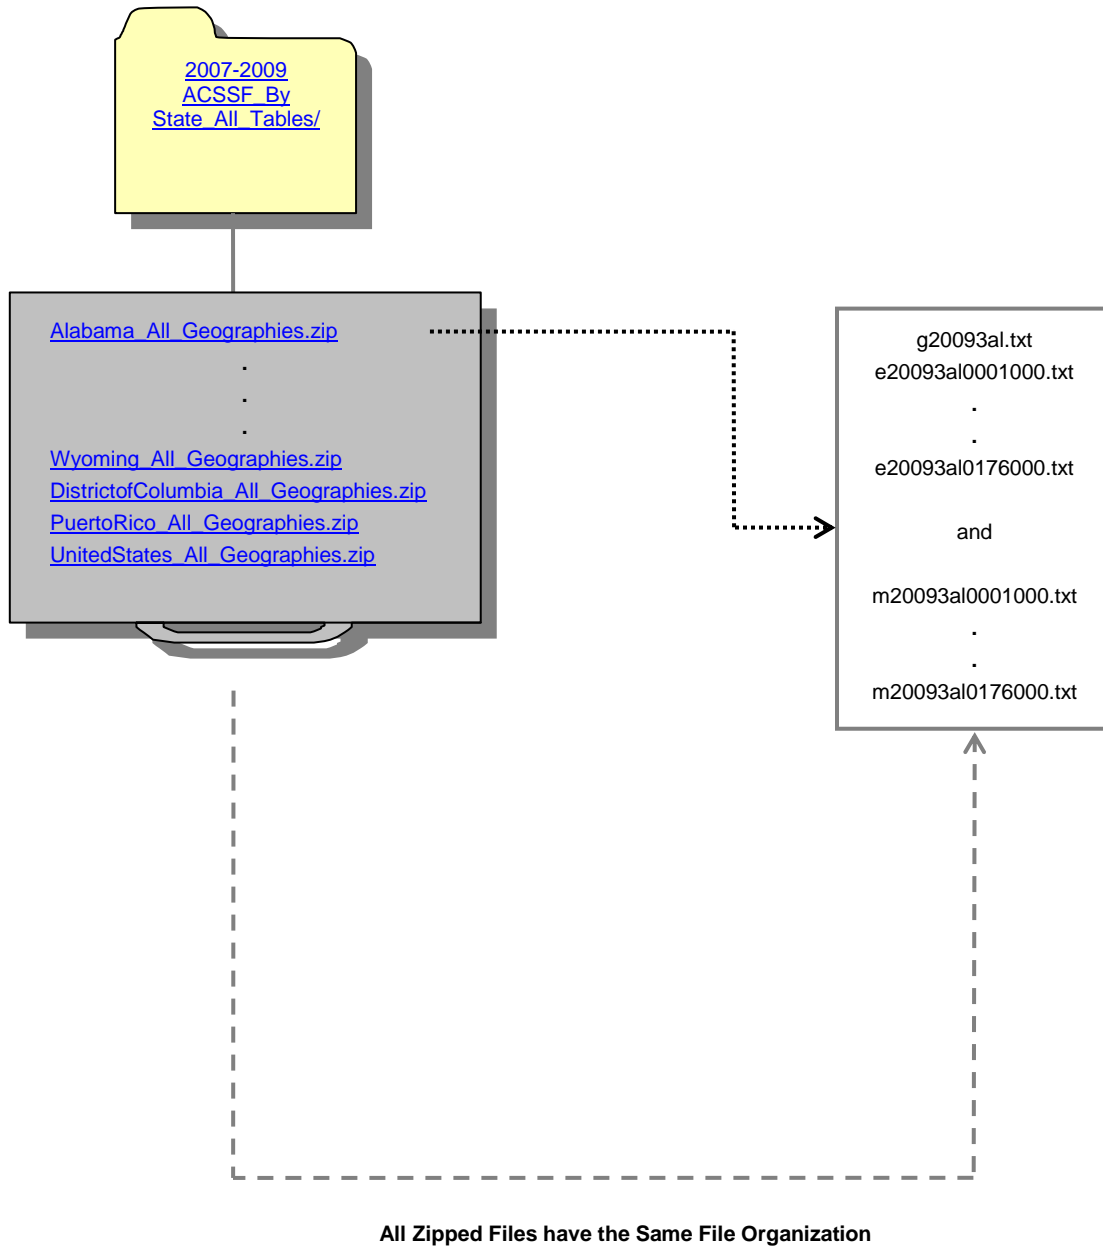 2007-2009
ACSSF_By
State_All_Tables/
Alabama_All_Geographies.zip
.
.
.
Wyoming_All_Geographies.zip
DistrictofColumbia_All_Geographies.zip
PuertoRico_All_Geographies.zip
UnitedStates_All_Geographies.zip
g20093al.txt
e20093al0001000.txt
.
.
e20093al0176000.txt
and
m20093al0001000.txt
.
.
m20093al0176000.txt
All Zipped Files have the Same File Organization